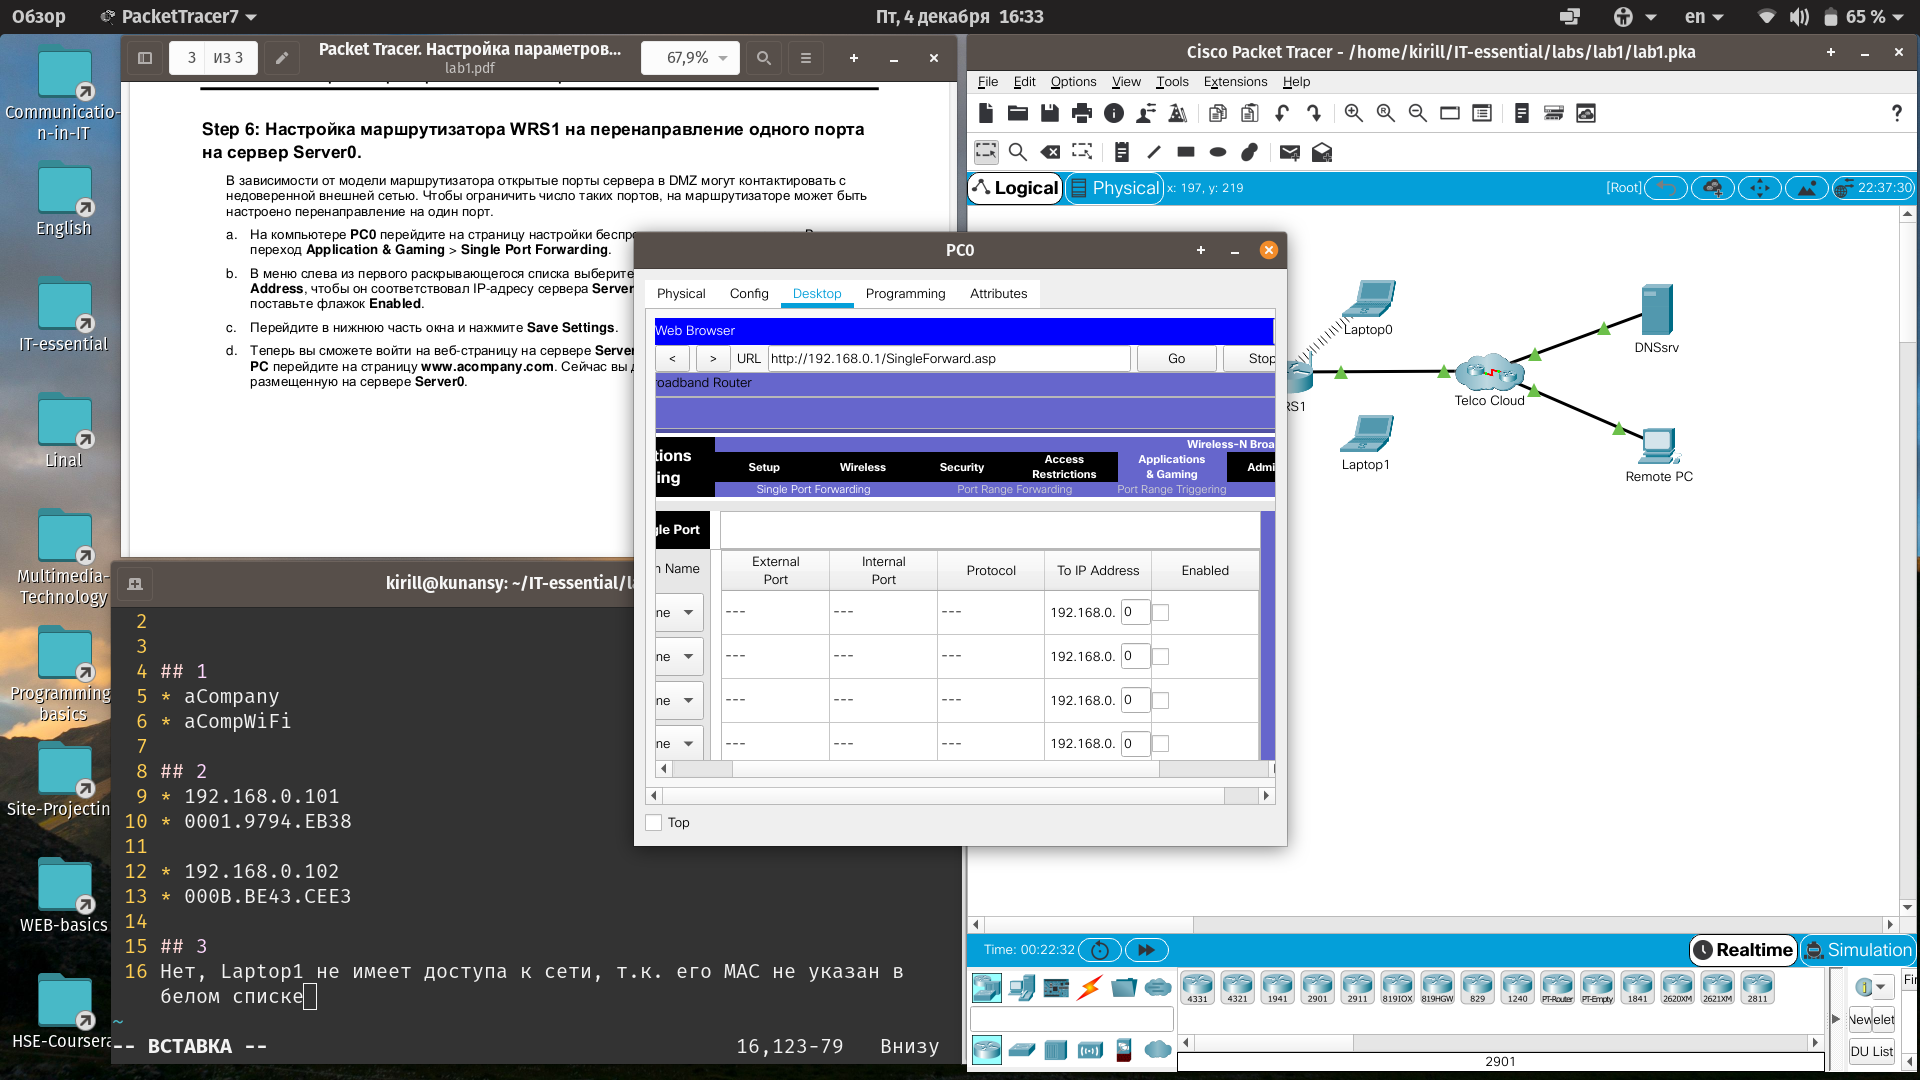 Обзор
PacketTracer7
Пт, 4 декабря 16:33
en
65 %
Communicatio-
n-in-IT
English
IT-essential
Linal
Multimedia-
Technology
Programming-
basics
Site-Projectin
WEB-basics
HSE-Coursera
3 из 3
Packet Tracer. Настройка параметров...
lab1.pdf
67,9%
Step 6: Настройка маршрутизатора WRS1 на перенаправление одного порта
на сервер Server0.
В зависимости от модели маршрутизатора открытые порты сервера в DMZ могут контактировать с
недоверенной внешней сетью. Чтобы ограничить число таких портов, на маршрутизаторе может быть
настроено перенаправление на один порт.
a. На компьютере PC0 перейдите на страницу настройки беспр
переход Application & Gaming > Single Port Forwarding.
b. В меню слева из первого раскрывающегося списка выберите
Address, чтобы он соответствовал IP-адресу сервера Server
поставьте флажок Enabled.
c. Перейдите в нижнюю часть окна и нажмите Save Settings.
d. Теперь вы сможете войти на веб-страницу на сервере Server
PC перейдите на страницу www.acompany.com. Сейчас вы д
размещенную на сервере Server0.
kirill@kunansy: ~/IT-essential/la
2
3
4 ## 1
5 * aCompany
6 * aCompWiFi
7
8 ## 2
9 * 192.168.0.101
10 * 0001.9794.EB38
11
12 * 192.168.0.102
13 * 000B.BE43.CEE3
14
15 ## 3
16 Нет, Laptop1 не имеет доступа к сети, т.к. его MAC не указан в
белом списке
~
-- ВСТАВКА --
16,123-79 Внизу
PC0
Physical Config Desktop Programming Attributes
Web Browser
< > URL http://192.168.0.1/SingleForward.asp Go Stop
oadband Router
Wireless-N Broa
tions
ing
Setup Wireless Security Access Restrictions Applications & Gaming Admi
Single Port Forwarding Port Range Forwarding Port Range Triggering
gle Port
n Name External Port Internal Port Protocol To IP Address Enabled
ne --- --- --- 192.168.0. 0
ne --- --- --- 192.168.0. 0
ne --- --- --- 192.168.0. 0
ne --- --- --- 192.168.0. 0
Top
Cisco Packet Tracer - /home/kirill/IT-essential/labs/lab1/lab1.pka
File Edit Options View Tools Extensions Help
?
Logical Physical x: 197, y: 219
[Root] 22:37:30
Laptop0
DNSsrv
RS1
Telco Cloud
Laptop1
Remote PC
Time: 00:22:32
Realtime Simulation
4331 4321 1941 2901 2911 819IOX 819HGW 829 1240 PT-Router PT-Empty 1841 2620XM 2621XM 2811
Fir
New elet
DU List
2901